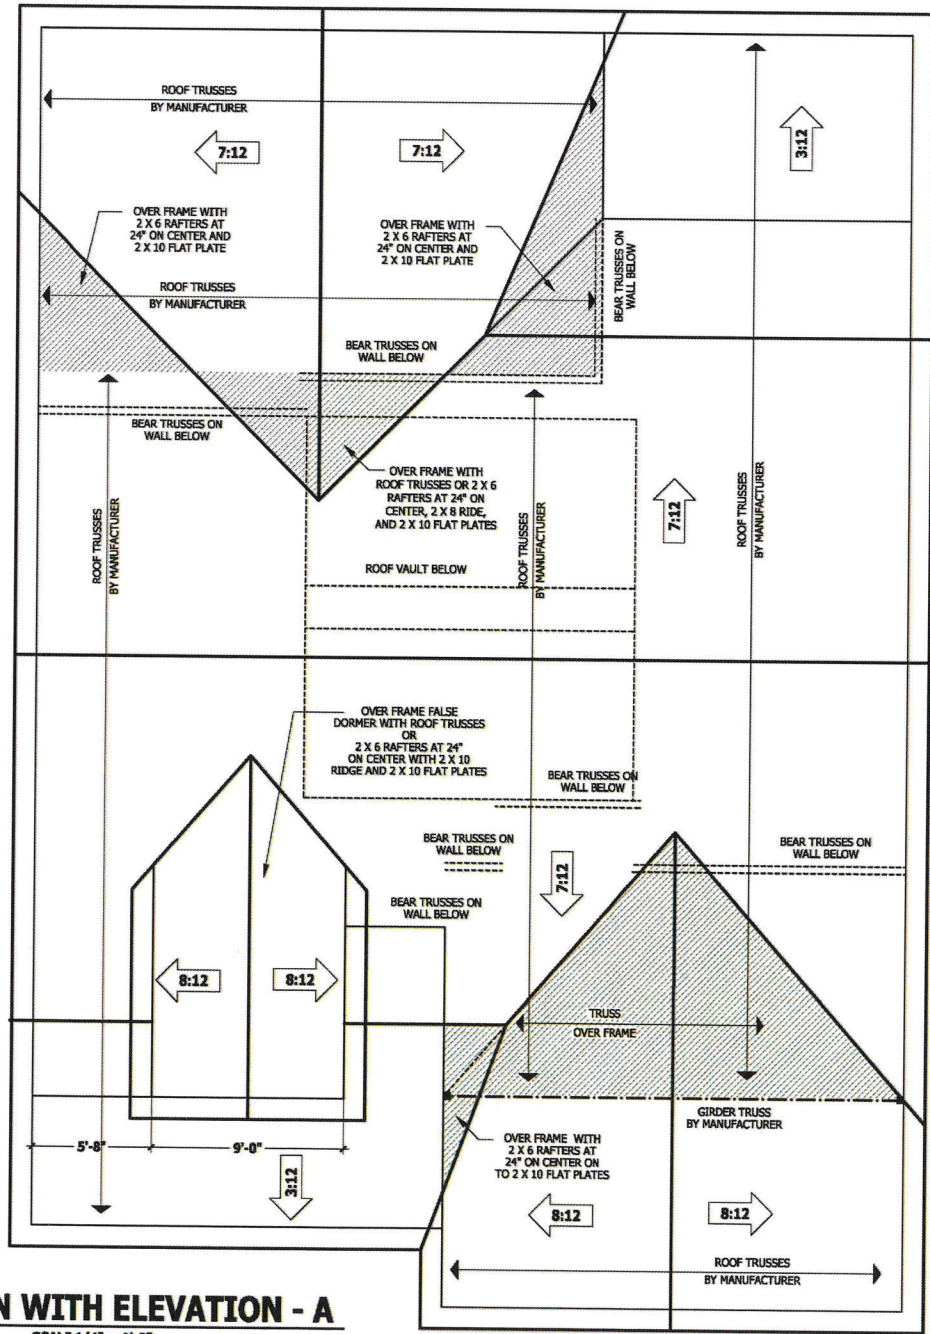 ROOF TRUSSES
BY MANUFACTURER
7:12
7:12
3:12
OVER FRAME WITH
2 X 6 RAFTERS AT
24" ON CENTER AND
2 X 10 FLAT PLATE
OVER FRAME WITH
2 X 6 RAFTERS AT
24" ON CENTER AND
2 X 10 FLAT PLATE
BEAR TRUSSES ON
WALL BELOW
ROOF TRUSSES
BY MANUFACTURER
BEAR TRUSSES ON
WALL BELOW
BEAR TRUSSES ON
WALL BELOW
OVER FRAME WITH
ROOF TRUSSES OR 2 X 6
RAFTERS AT 24" ON
CENTER, 2 X 8 RIDE,
AND 2 X 10 FLAT PLATES
7:12
ROOF TRUSSES
BY MANUFACTURER
ROOF TRUSSES
BY MANUFACTURER
ROOF TRUSSES
BY MANUFACTURER
ROOF VAULT BELOW
OVER FRAME FALSE
DORMER WITH ROOF TRUSSES
OR
2 X 6 RAFTERS AT 24"
ON CENTER WITH 2 X 10
RIDGE AND 2 X 10 FLAT PLATES
BEAR TRUSSES ON
WALL BELOW
BEAR TRUSSES ON
WALL BELOW
BEAR TRUSSES ON
WALL BELOW
7:12
BEAR TRUSSES ON
WALL BELOW
8:12
8:12
TRUSS
OVER FRAME
GIRDER TRUSS
BY MANUFACTURER
5'-8"
9'-0"
3:12
OVER FRAME WITH
2 X 6 RAFTERS AT
24" ON CENTER ON
TO 2 X 10 FLAT PLATES
8:12
8:12
ROOF TRUSSES
BY MANUFACTURER
N WITH ELEVATION - A